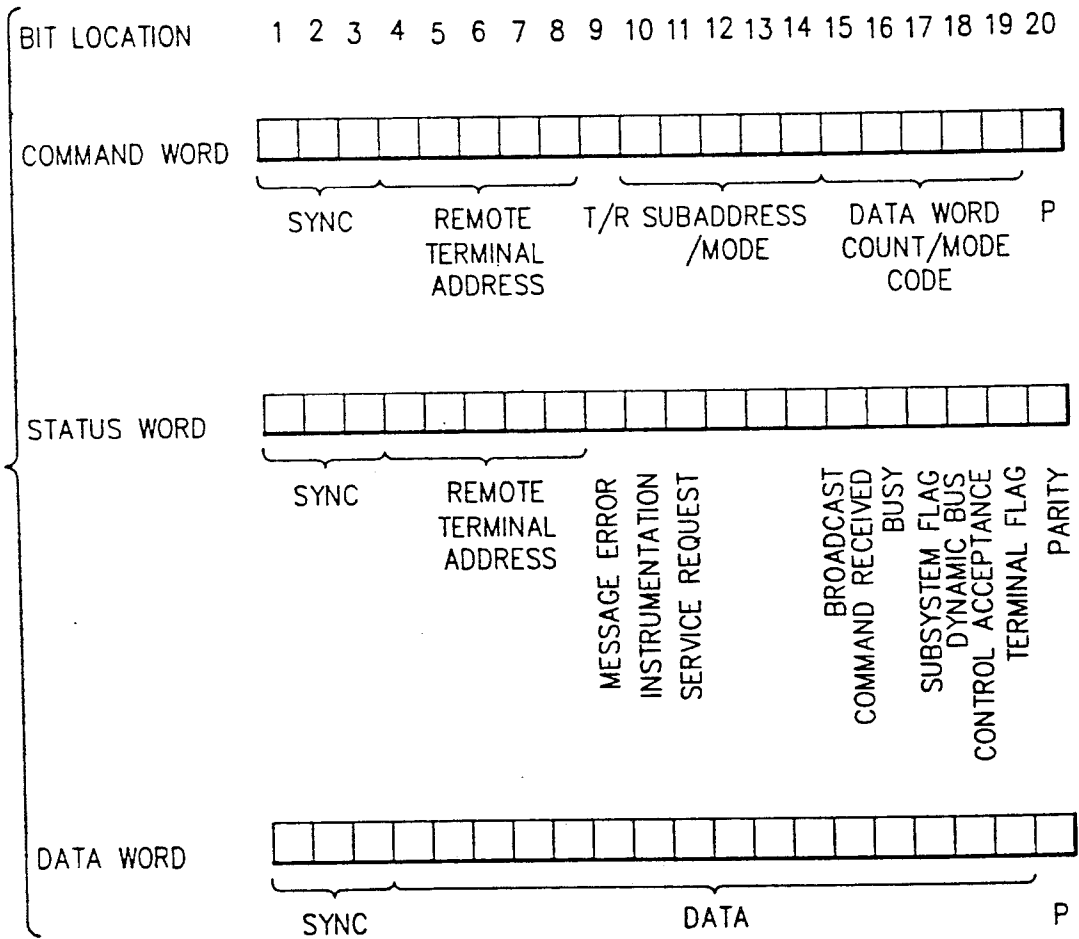 BIT LOCATION 1 2 3 4 5 6 7 8 9 10 11 12 13 14 15 16 17 18 19 20
COMMAND WORD
SYNC REMOTE T/R SUBADDRESS DATA WORD P
TERMINAL /MODE COUNT/MODE
ADDRESS CODE
STATUS WORD
SYNC REMOTE
TERMINAL
ADDRESS
MESSAGE ERROR
INSTRUMENTATION
SERVICE REQUEST
BROADCAST
COMMAND RECEIVED
BUSY
SUBSYSTEM FLAG
DYNAMIC BUS
CONTROL ACCEPTANCE
TERMINAL FLAG
PARITY
DATA WORD
SYNC DATA P